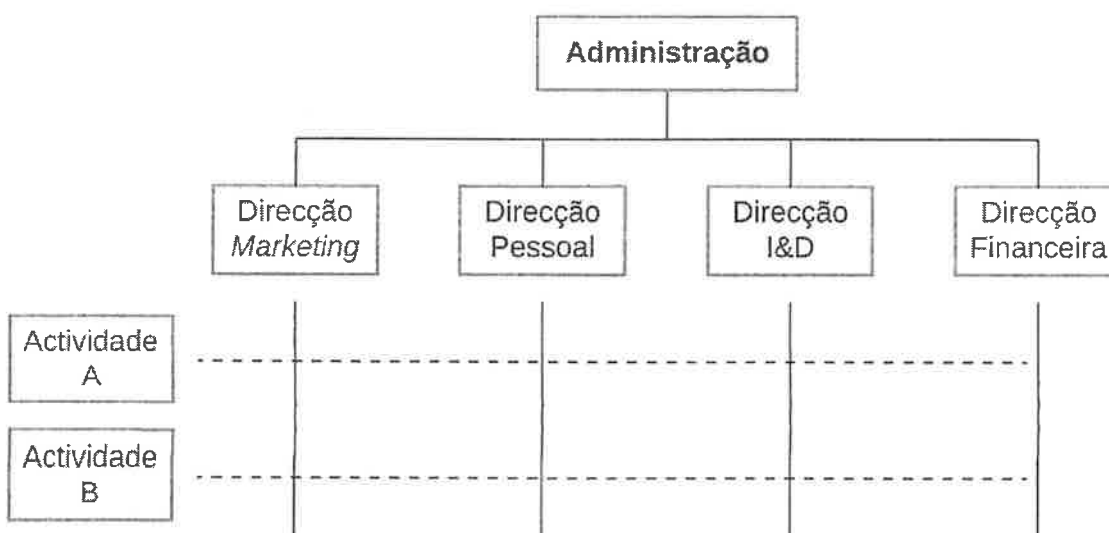 Administração
Direcção
Marketing
Direcção
Pessoal
Direcção
I&D
Direcção
Financeira
Actividade
A
Actividade
B